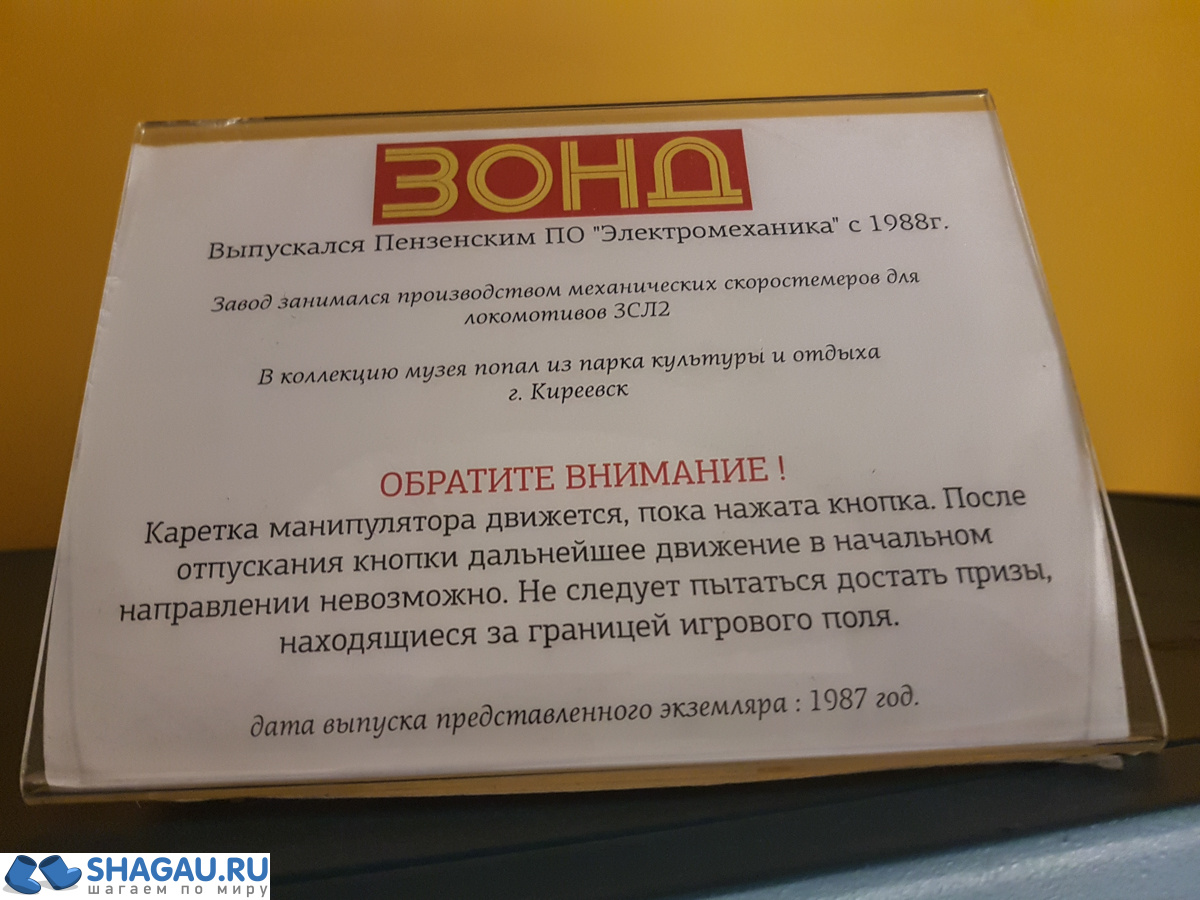 ЗОНД
Выпускался Пензенским ПО "Электромеханика" с 1988г.
Завод занимался производством механических скоростемеров для
локомотивов 3СЛ2
В коллекцию музея попал из парка культуры и отдыха
г. Киреевск
ОБРАТИТЕ ВНИМАНИЕ !
Каретка манипулятора движется, пока нажата кнопка. После
отпускания кнопки дальнейшее движение в начальном
направлении невозможно. Не следует пытаться достать призы,
находящиеся за границей игрового поля.
дата выпуска представленного экземляра : 1987 год.
SHAGAU.RU
шагаем по миру